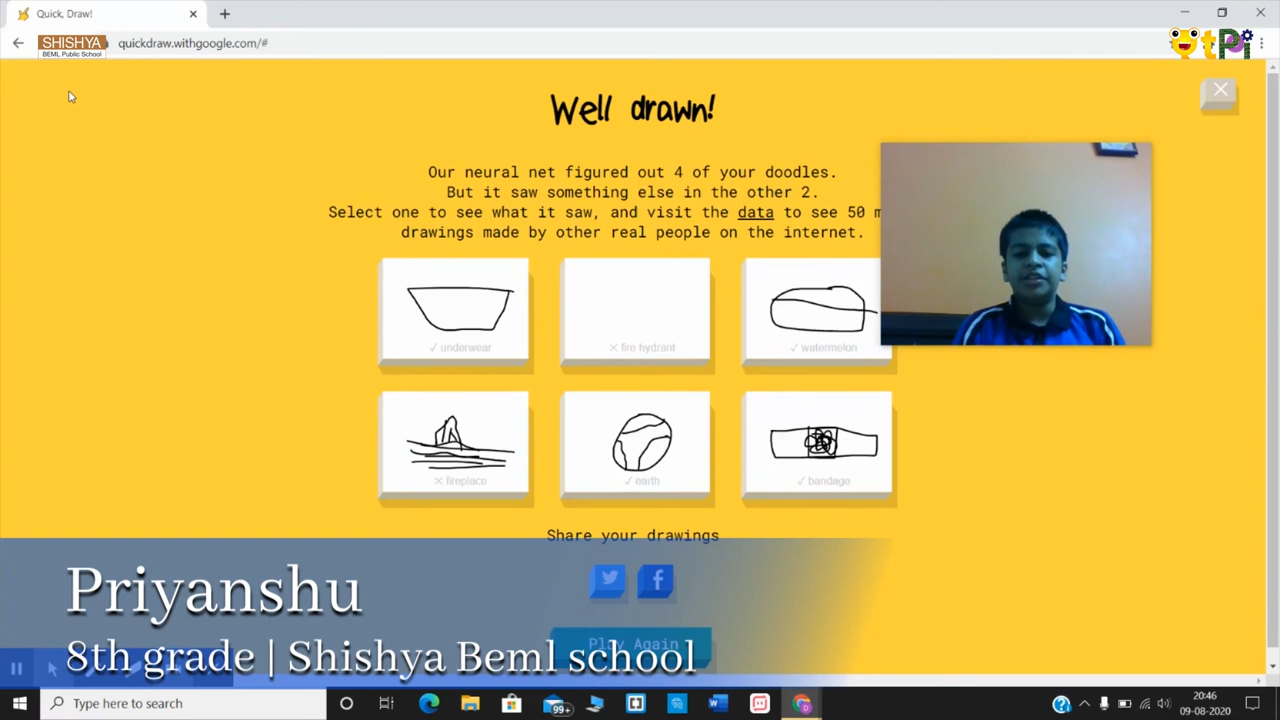 Quick, Draw!
SHISHYA
BEML Public School
quickdraw.withgoogle.com/#
QtPi
Well drawn!
Our neural net figured out 4 of your doodles.
But it saw something else in the other 2.
Select one to see what it saw, and visit the data to see 50 m
drawings made by other real people on the internet.
✓ underwear
✕ fire hydrant
✓ watermelon
✕ fireplace
✓ earth
✓ bandage
Share your drawings
Play Again
Priyanshu
8th grade | Shishya Beml school
Type here to search
99+
20:46
09-08-2020